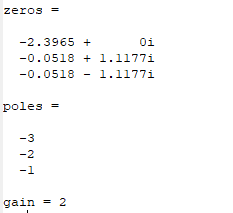 zeros =
-2.3965 + 0i
-0.0518 + 1.1177i
-0.0518 - 1.1177i
poles =
-3
-2
-1
gain = 2